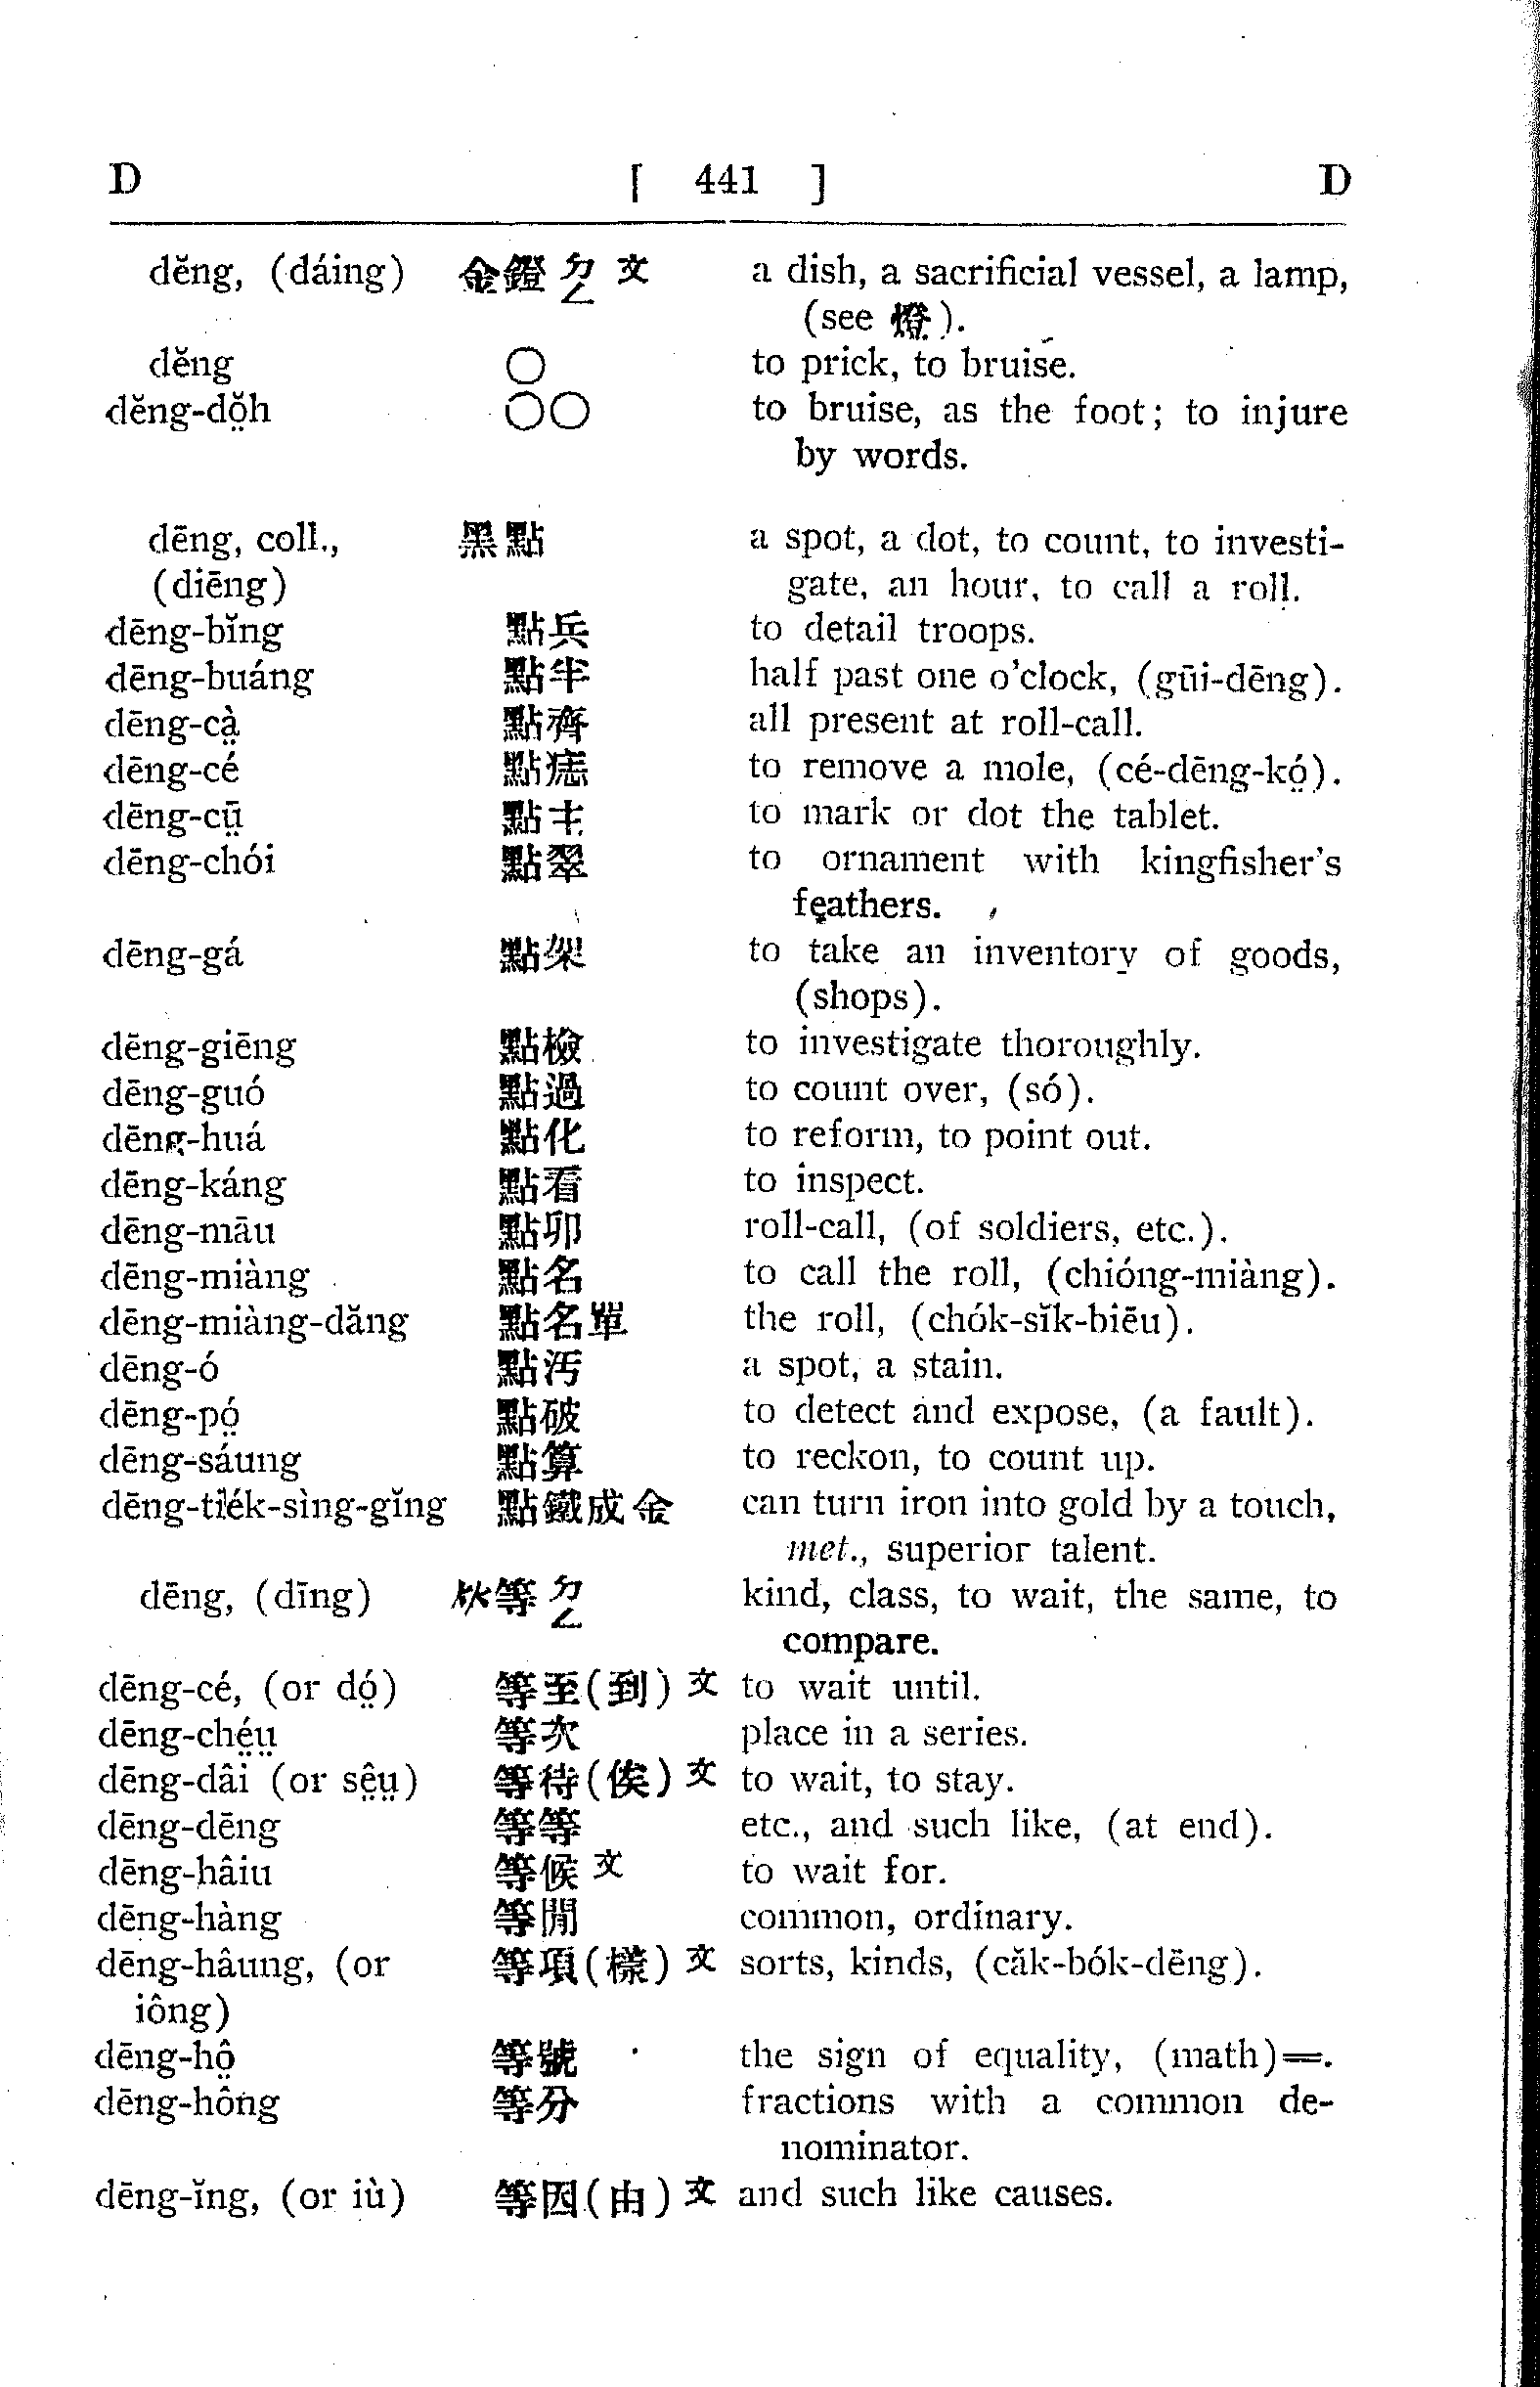 D [ 441 ] D
dĕng, (dáing) 金鐙 ㄉㄥ 文 a dish, a sacrificial vessel, a lamp,
(see 燈).
dĕng ○ to prick, to bruise.
dĕng-dŏ̤h ○○ to bruise, as the foot; to injure
by words.
dēng, coll., 黑點 a spot, a dot, to count, to investi-
(diēng) gate, an hour, to call a roll.
dēng-bĭng 點兵 to detail troops.
dēng-buáng 點半 half past one o'clock, (gūi-dēng).
dēng-cà̤ 點齊 all present at roll-call.
dēng-cé 點痣 to remove a mole, (cé-dēng-kó̤).
dēng-cṳ̄ 點主 to mark or dot the tablet.
dēng-chói 點翠 to ornament with kingfisher's
feathers.
dēng-gá 點架 to take an inventory of goods,
(shops).
dēng-giēng 點檢 to investigate thoroughly.
dēng-guó 點過 to count over, (só).
dēng-huá 點化 to reform, to point out.
dēng-káng 點看 to inspect.
dēng-māu 點卯 roll-call, (of soldiers, etc.).
dēng-miàng 點名 to call the roll, (chióng-miàng).
dēng-miàng-dăng 點名單 the roll, (chók-sĭk-biēu).
dēng-ó 點汚 a spot, a stain.
dēng-pó̤ 點破 to detect and expose, (a fault).
dēng-sáung 點算 to reckon, to count up.
dēng-tiék-sìng-gĭng 點鐵成金 can turn iron into gold by a touch,
met., superior talent.
dēng, (dīng) 等 ㄉㄥ kind, class, to wait, the same, to
compare.
dēng-cé, (or dó̤) 等至(到) 文 to wait until.
dēng-ché̤ṳ 等次 place in a series.
dēng-dâi (or sê̤ṳ) 等待(俟) 文 to wait, to stay.
dēng-dēng 等等 etc., and such like, (at end).
dēng-hâiu 等候 文 to wait for.
dēng-hàng 等閒 common, ordinary.
dēng-hâung, (or 等項(樣) 文 sorts, kinds, (căk-bók-dēng).
iông)
dēng-hô̤ 等號 the sign of equality, (math)=.
dēng-hông 等分 fractions with a common de-
nominator.
dēng-ĭng, (or iù) 等因(由) 文 and such like causes.